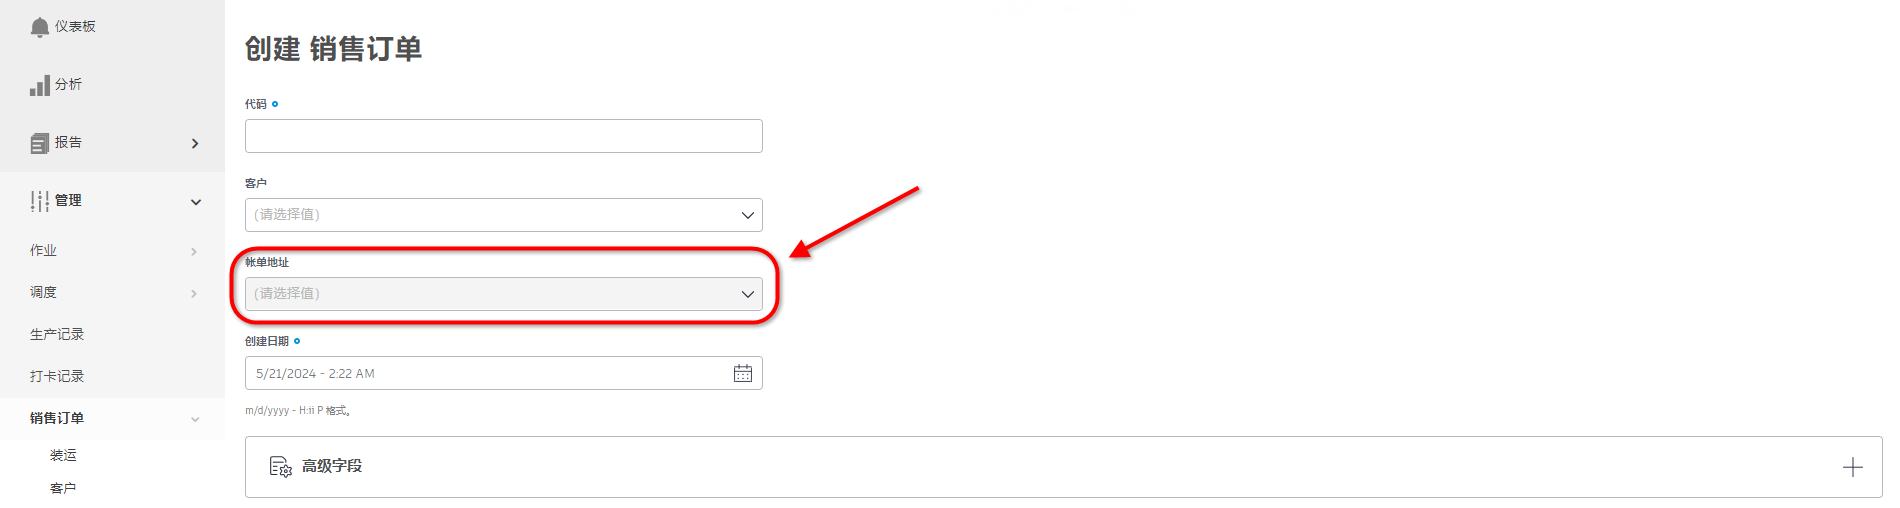 仪表板
分析
报告
管理
作业
调度
生产记录
打卡记录
销售订单
装运
客户
创建 销售订单
代码
客户
(请选择值)
帐单地址
(请选择值)
创建日期
5/21/2024 - 2:22 AM
m/d/yyyy - H:ii P 格式。
高级字段